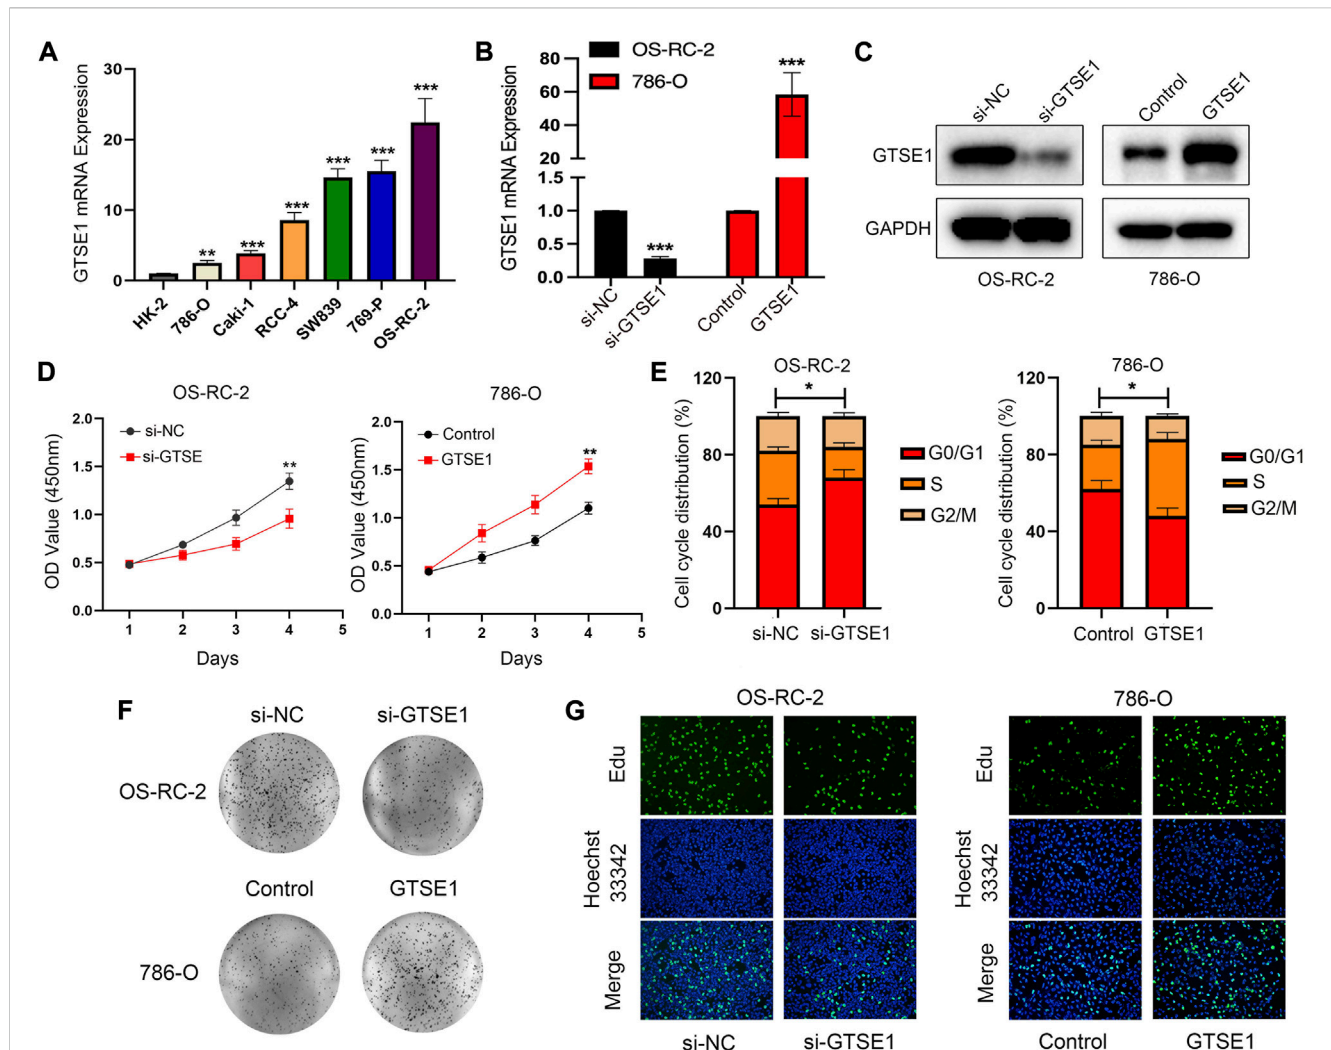 A
GTSE1 mRNA Expression
30
20
10
0
** *** *** *** *** ***
HK-2 786-O Caki-1 RCC-4 SW839 769-P OS-RC-2
B
OS-RC-2
786-O
GTSE1 mRNA Expression
80
60
40
20
1.5
1.0
0.5
0.0
*** ***
si-NC si-GTSE1 Control GTSE1
C
si-NC si-GTSE1 Control GTSE1
GTSE1
GAPDH
OS-RC-2 786-O
D
OS-RC-2
OD Value (450nm)
2.0
1.5
1.0
0.5
0.0
si-NC
si-GTSE
**
1 2 3 4 5
Days
786-O
OD Value (450nm)
2.0
1.5
1.0
0.5
0.0
Control
GTSE1
**
1 2 3 4 5
Days
E
OS-RC-2
Cell cycle distribution (%)
120
80
40
0
*
si-NC si-GTSE1
G0/G1
S
G2/M
786-O
Cell cycle distribution (%)
120
80
40
0
*
Control GTSE1
G0/G1
S
G2/M
F
si-NC si-GTSE1
OS-RC-2
Control GTSE1
786-O
G
OS-RC-2 786-O
Edu
Hoechst
33342
Merge
si-NC si-GTSE1
Edu
Hoechst
33342
Merge
Control GTSE1